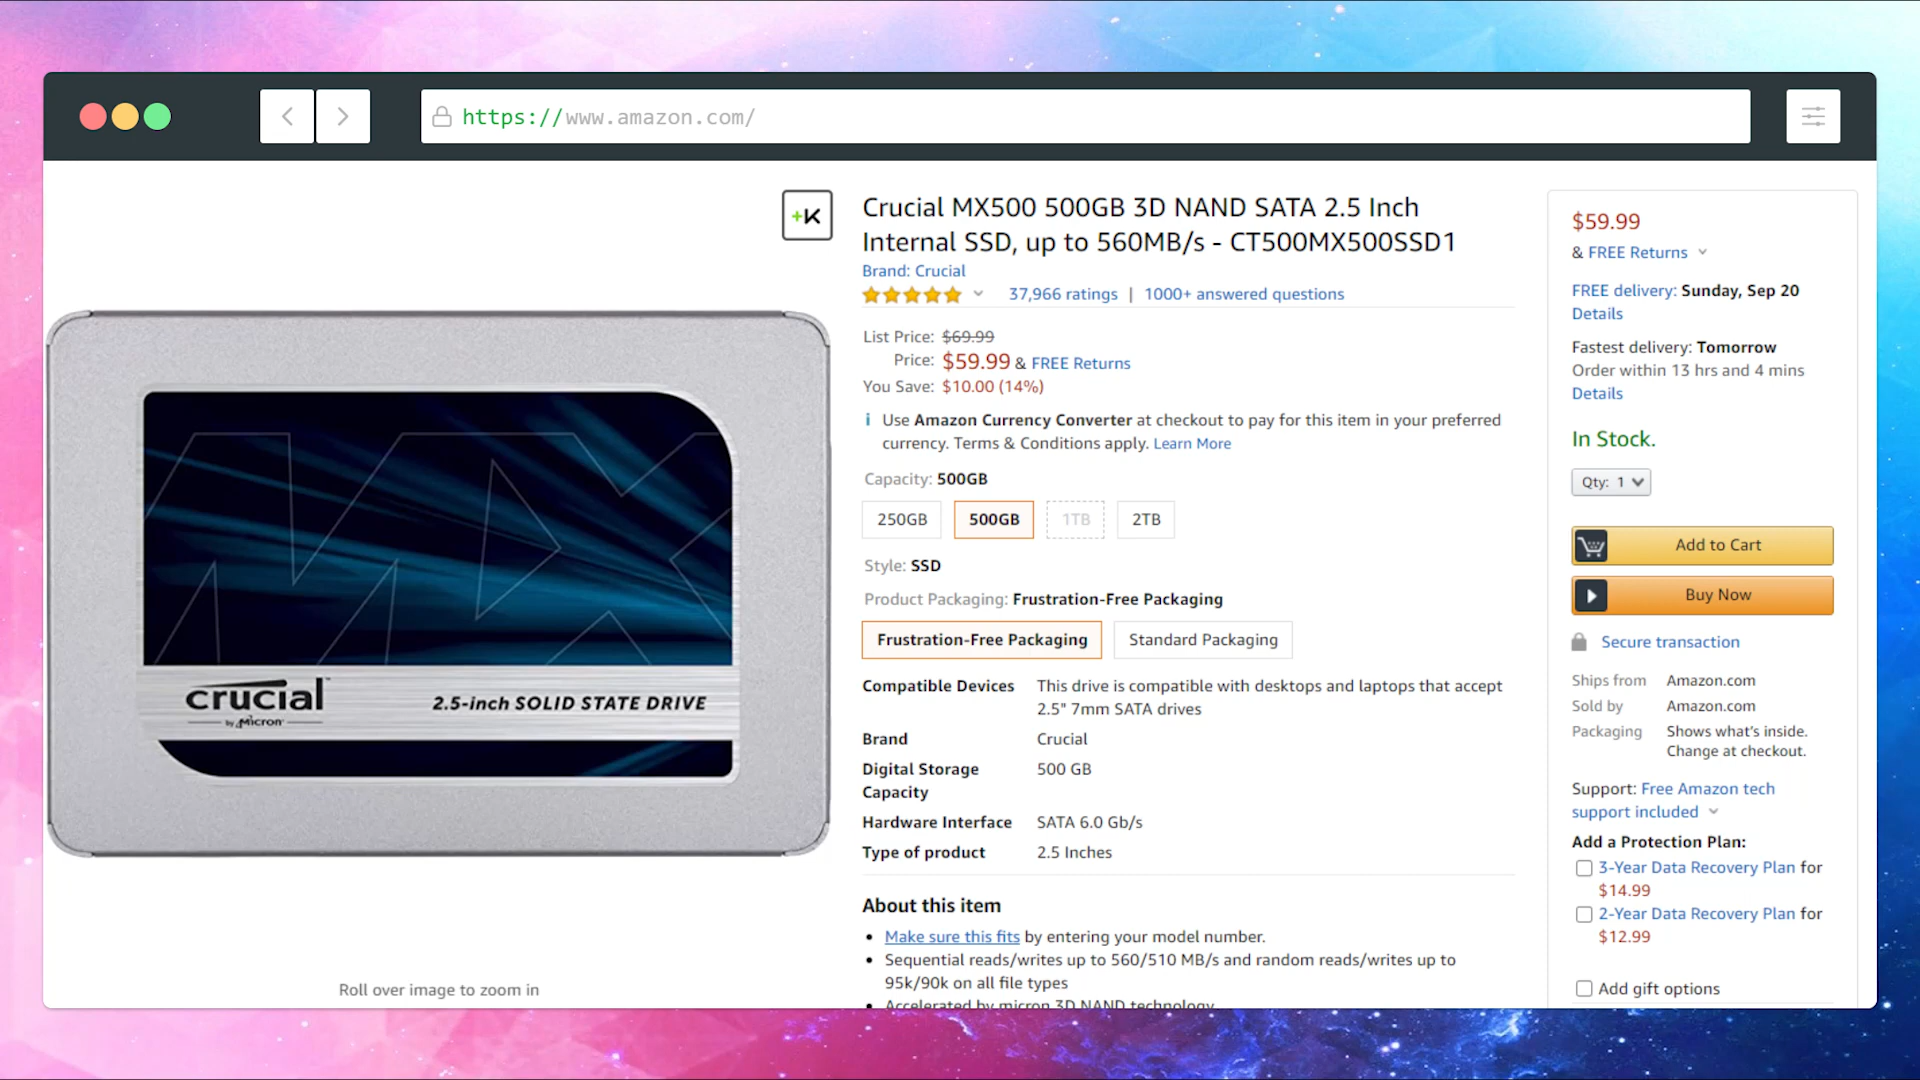 https://www.amazon.com/
+K
Crucial MX500 500GB 3D NAND SATA 2.5 Inch
Internal SSD, up to 560MB/s - CT500MX500SSD1
Brand: Crucial
37,966 ratings | 1000+ answered questions
List Price: $69.99
Price: $59.99 & FREE Returns
You Save: $10.00 (14%)
i Use Amazon Currency Converter at checkout to pay for this item in your preferred
currency. Terms & Conditions apply. Learn More
Capacity: 500GB
250GB 500GB 1TB 2TB
Style: SSD
Product Packaging: Frustration-Free Packaging
Frustration-Free Packaging Standard Packaging
Compatible Devices This drive is compatible with desktops and laptops that accept
2.5" 7mm SATA drives
Brand Crucial
Digital Storage 500 GB
Capacity
Hardware Interface SATA 6.0 Gb/s
Type of product 2.5 Inches
About this item
• Make sure this fits by entering your model number.
• Sequential reads/writes up to 560/510 MB/s and random reads/writes up to
95k/90k on all file types
• Accelerated by micron 3D NAND technology
MX
crucial™
by Micron®
2.5-inch SOLID STATE DRIVE
Roll over image to zoom in
$59.99
& FREE Returns
FREE delivery: Sunday, Sep 20
Details
Fastest delivery: Tomorrow
Order within 13 hrs and 4 mins
Details
In Stock.
Qty: 1
Add to Cart
Buy Now
Secure transaction
Ships from Amazon.com
Sold by Amazon.com
Packaging Shows what's inside.
Change at checkout.
Support: Free Amazon tech
support included
Add a Protection Plan:
3-Year Data Recovery Plan for
$14.99
2-Year Data Recovery Plan for
$12.99
Add gift options